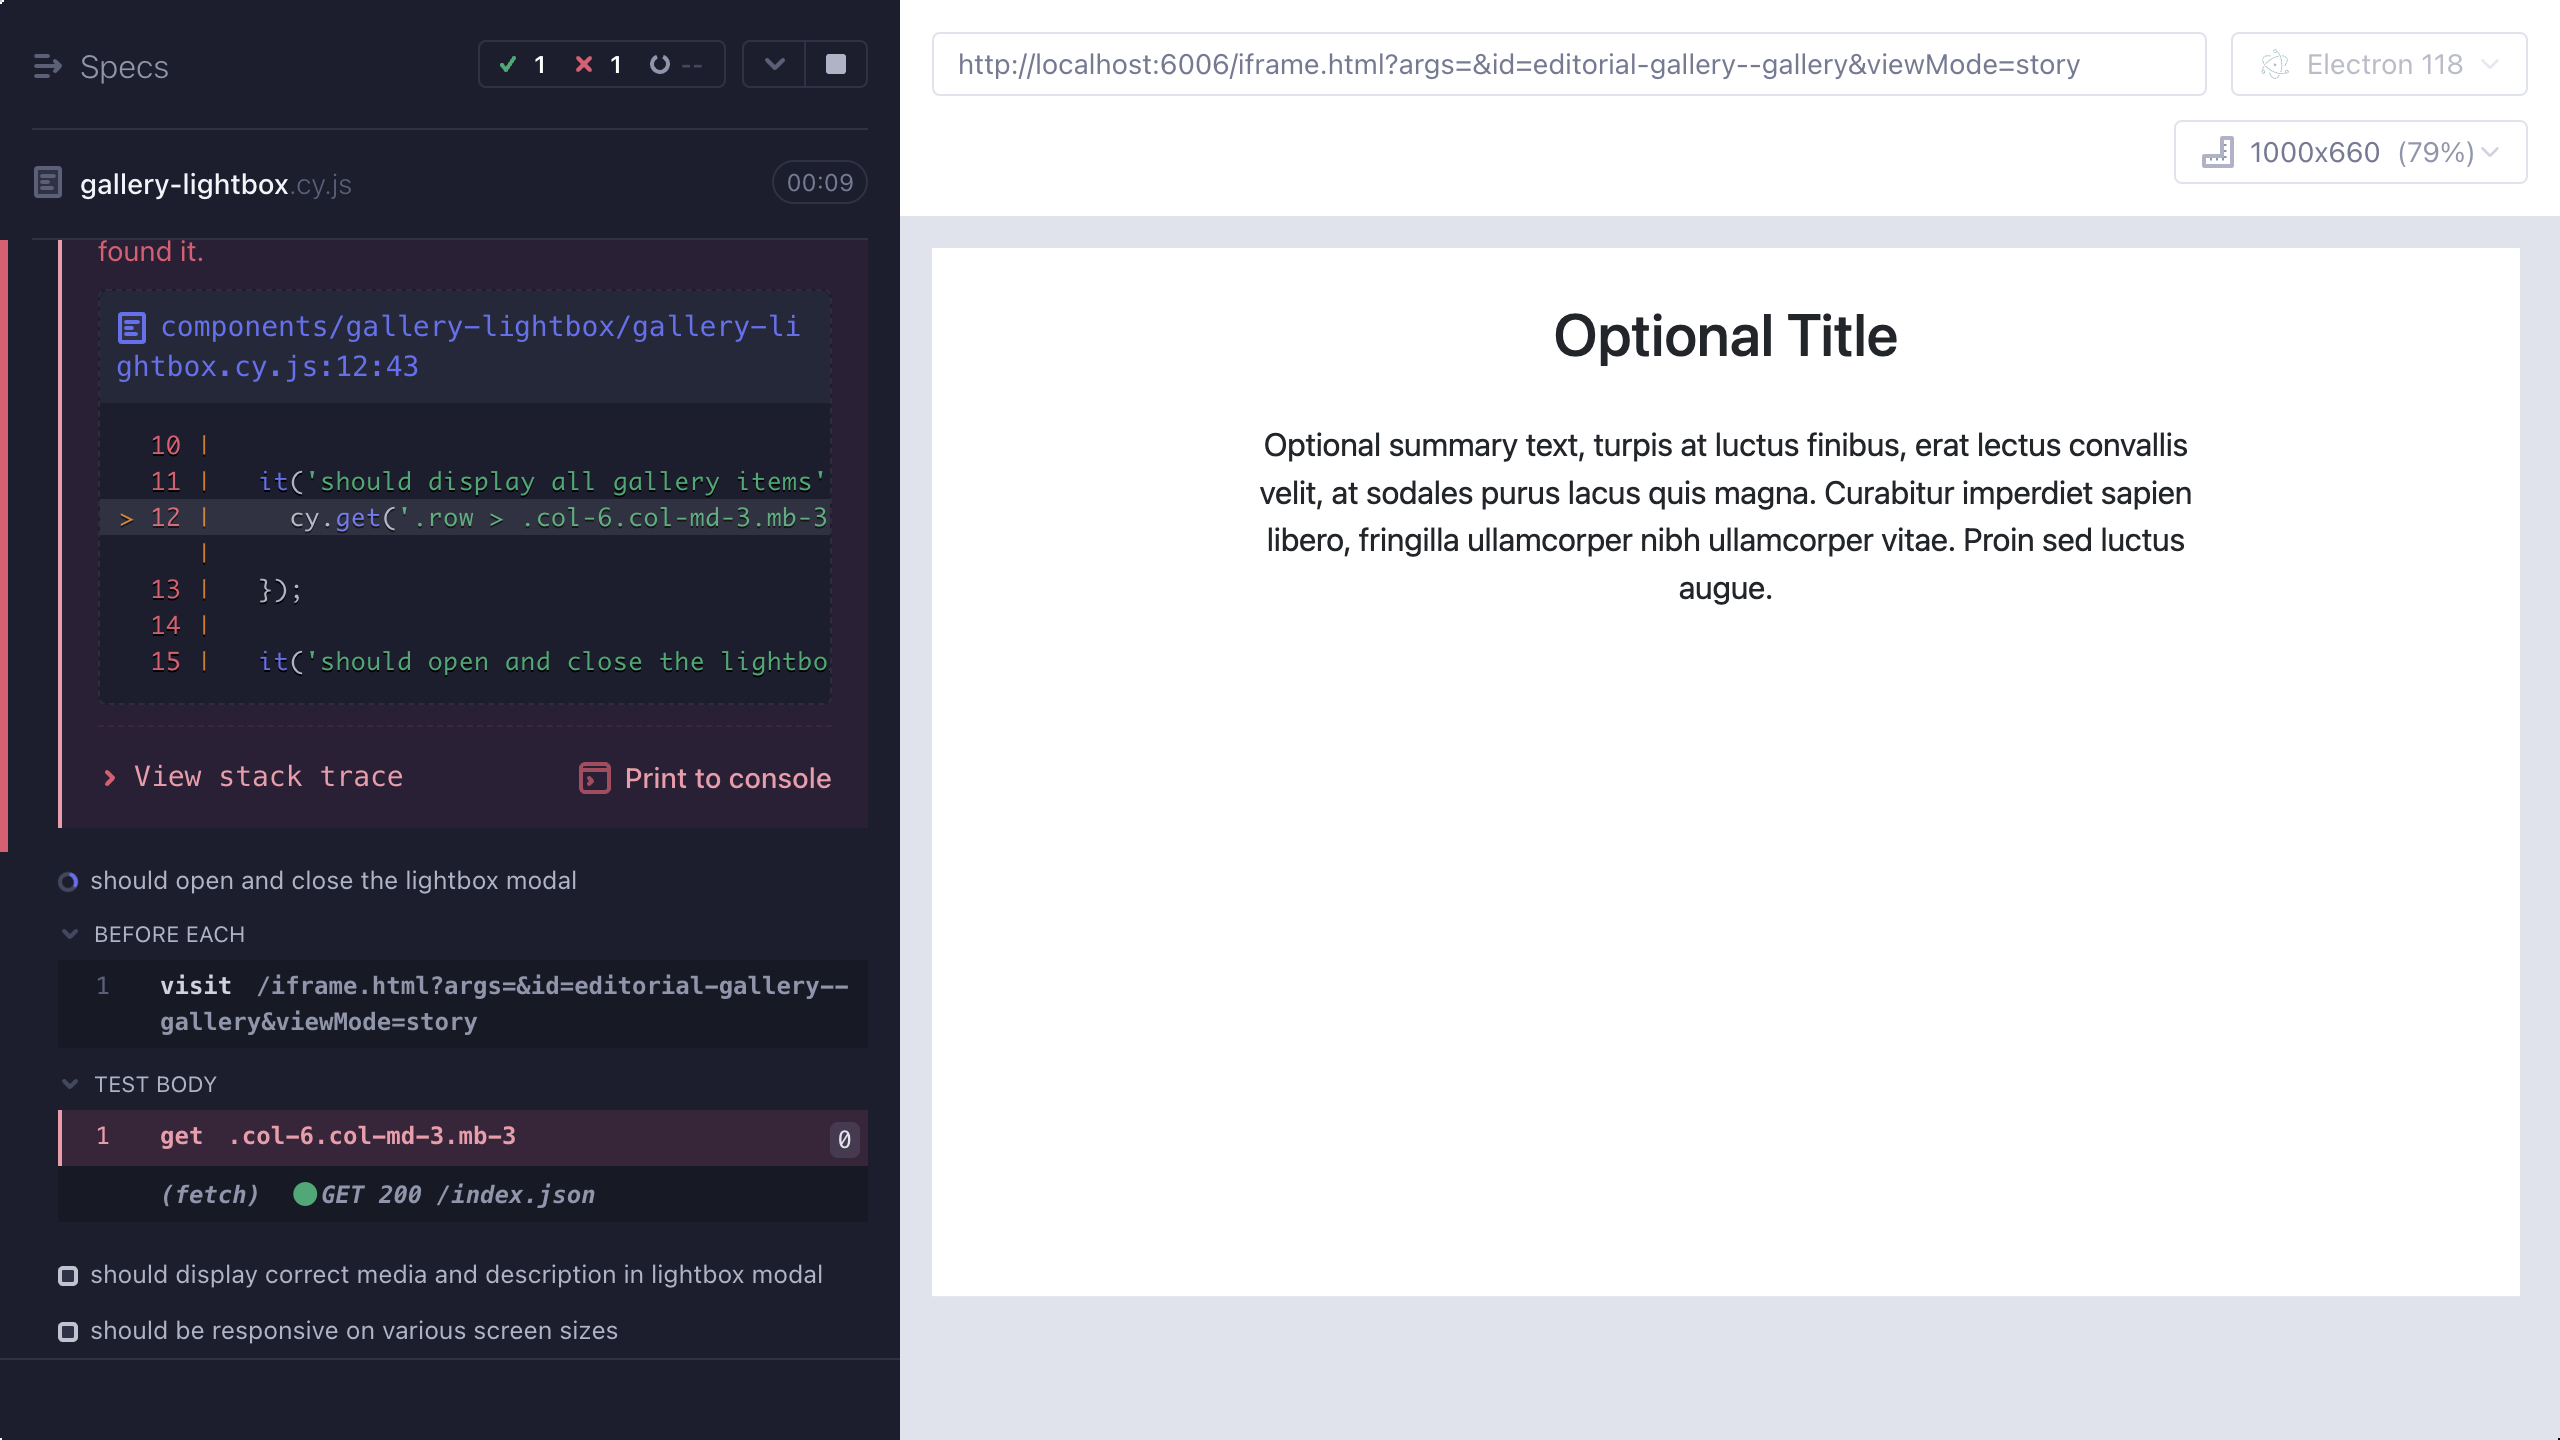 Specs
1 1 --
gallery-lightbox.cy.js
00:09
found it.
components/gallery-lightbox/gallery-li
ghtbox.cy.js:12:43
10 |
11 | it('should display all gallery items'
> 12 | cy.get('.row > .col-6.col-md-3.mb-3
|
13 | });
14 |
15 | it('should open and close the lightbo
View stack trace
Print to console
should open and close the lightbox modal
BEFORE EACH
1 visit /iframe.html?args=&id=editorial-gallery--
gallery&viewMode=story
TEST BODY
1 get .col-6.col-md-3.mb-3 0
(fetch) GET 200 /index.json
should display correct media and description in lightbox modal
should be responsive on various screen sizes
http://localhost:6006/iframe.html?args=&id=editorial-gallery--gallery&viewMode=story
Electron 118
1000x660 (79%)
Optional Title
Optional summary text, turpis at luctus finibus, erat lectus convallis
velit, at sodales purus lacus quis magna. Curabitur imperdiet sapien
libero, fringilla ullamcorper nibh ullamcorper vitae. Proin sed luctus
augue.